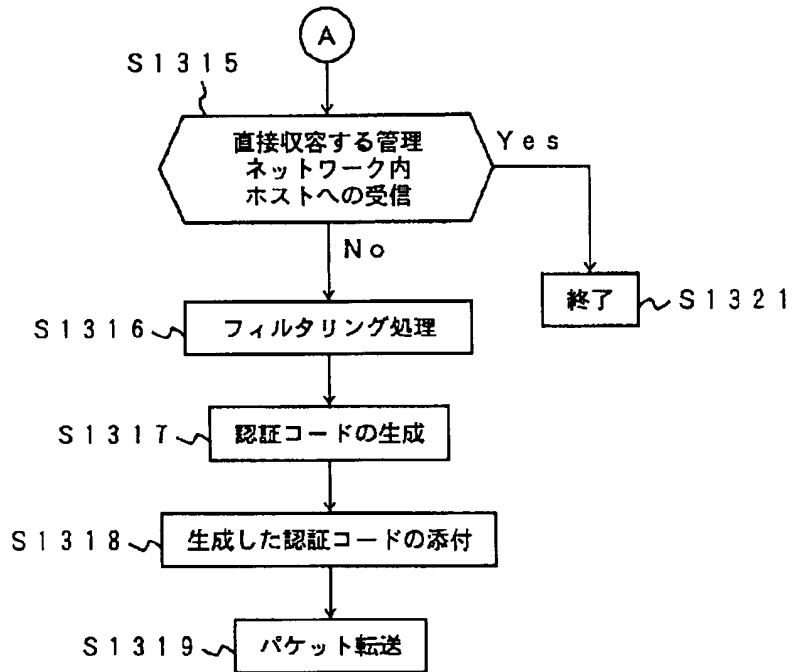 A
S1315
直接収容する管理
ネットワーク内
ホストへの受信
Yes
No
終了
S1321
S1316
フィルタリング処理
S1317
認証コードの生成
S1318
生成した認証コードの添付
S1319
パケット転送